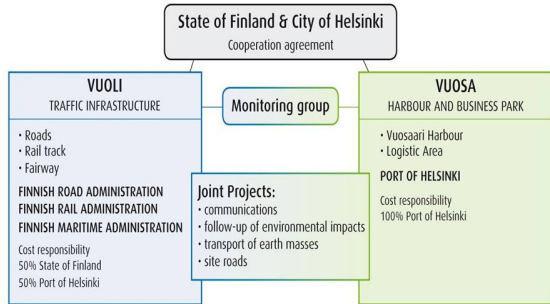 State of Finland & City of Helsinki
Cooperation agreement
VUOLI
TRAFFIC INFRASTRUCTURE
• Roads
• Rail track
• Fairway
FINNISH ROAD ADMINISTRATION
FINNISH RAIL ADMINISTRATION
FINNISH MARITIME ADMINISTRATION
Cost responsibility
50% State of Finland
50% Port of Helsinki
Monitoring group
Joint Projects:
• communications
• follow-up of environmental impacts
• transport of earth masses
• site roads
VUOSA
HARBOUR AND BUSINESS PARK
• Vuosaari Harbour
• Logistic Area
PORT OF HELSINKI
Cost responsibility
100% Port of Helsinki